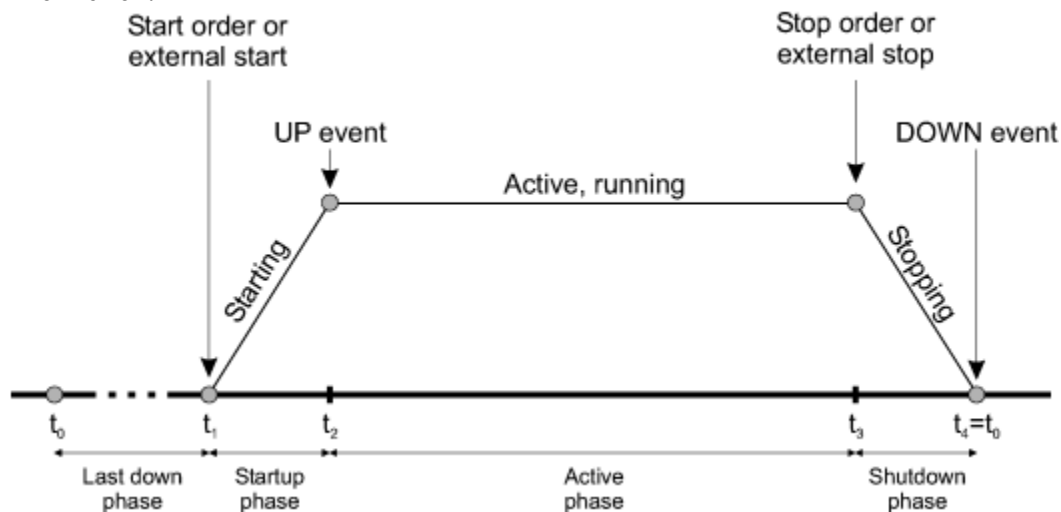 Start order or
external start
Stop order or
external stop
UP event
DOWN event
Active, running
Starting
Stopping
t₀
t₁
t₂
t₃
t₄=t₀
Last down
phase
Startup
phase
Active
phase
Shutdown
phase